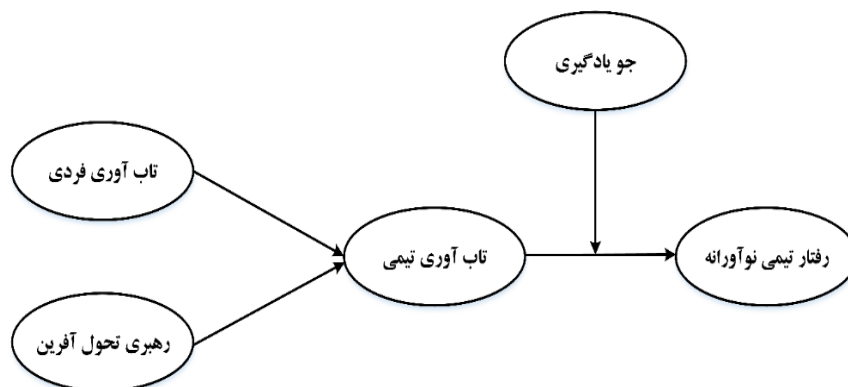 جو یادگیری
تاب آوری فردی
تاب آوری تیمی
رفتار تیمی نوآورانه
رهبری تحول آفرین